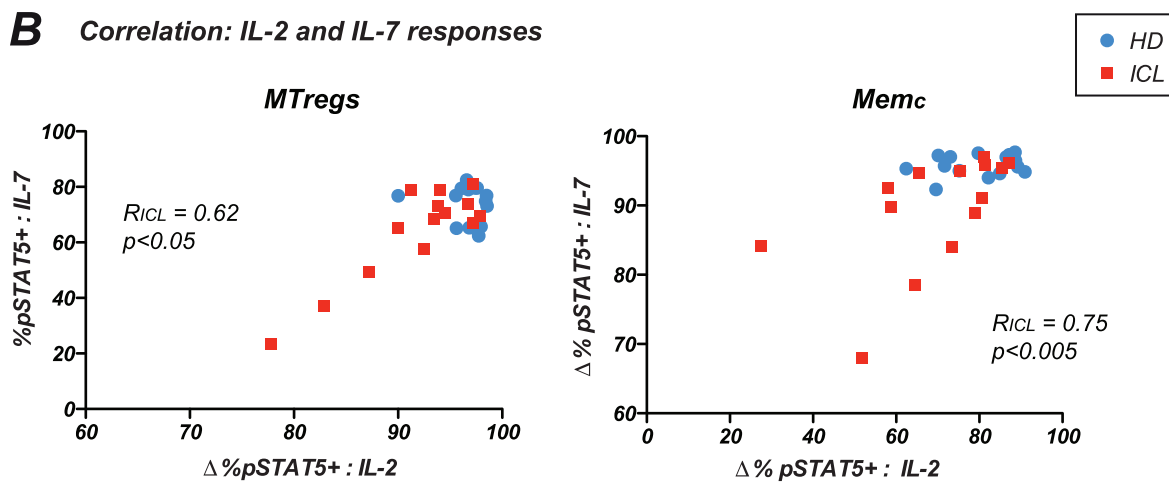 B Correlation: IL-2 and IL-7 responses
HD
ICL
MTregs
%pSTAT5+ : IL-7
100
80
60
40
20
0
RICL = 0.62
p<0.05
60 70 80 90 100
Δ %pSTAT5+ : IL-2
Memc
Δ % pSTAT5+ : IL-7
100
90
80
70
60
RICL = 0.75
p<0.005
0 20 40 60 80 100
Δ % pSTAT5+ : IL-2